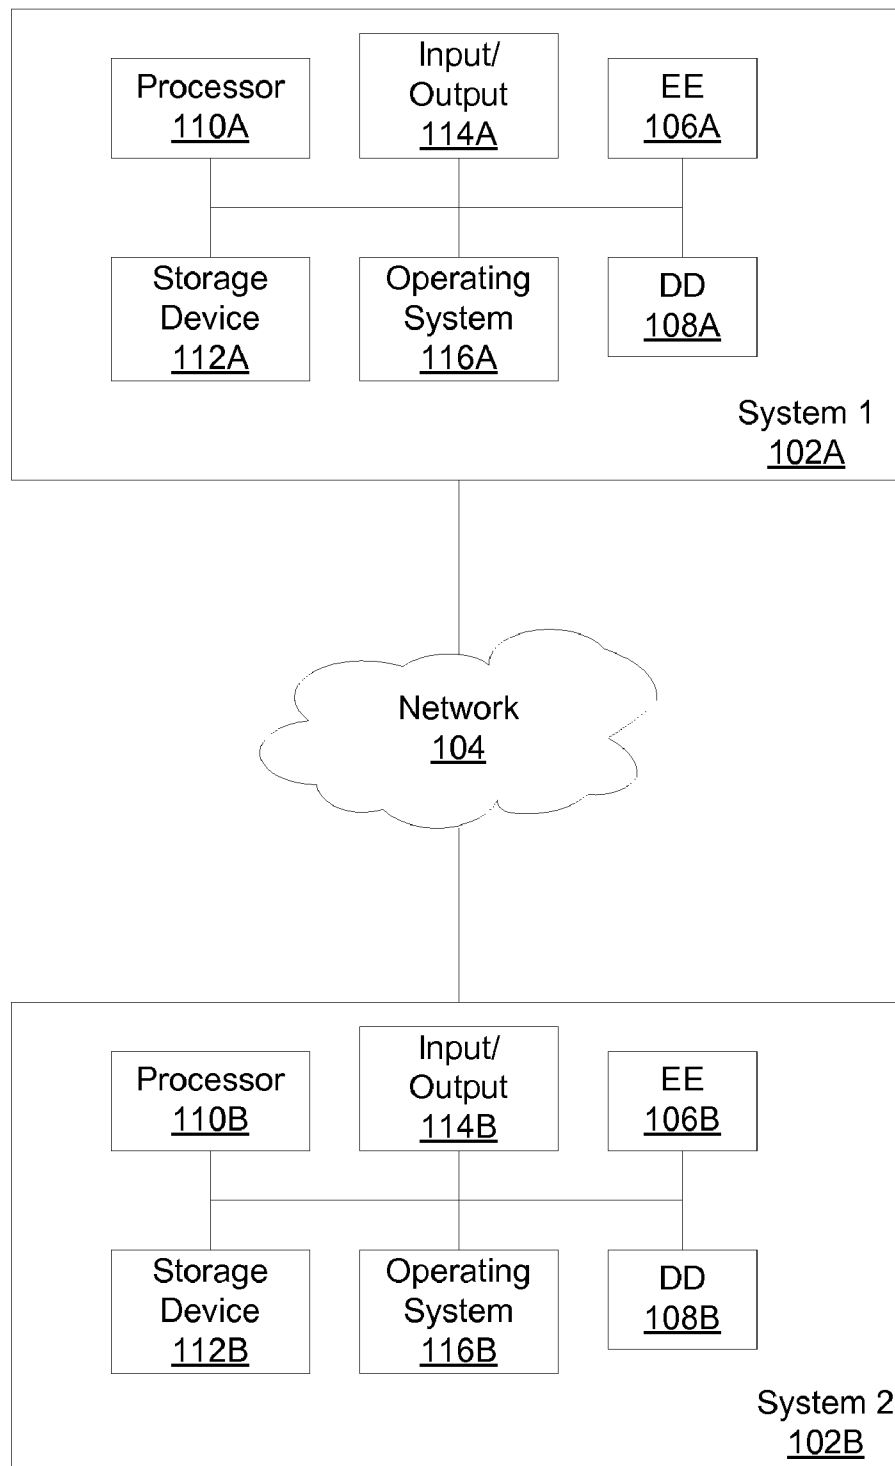 Processor
110A
Input/
Output
114A
EE
106A
Storage
Device
112A
Operating
System
116A
DD
108A
System 1
102A
Network
104
Processor
110B
Input/
Output
114B
EE
106B
Storage
Device
112B
Operating
System
116B
DD
108B
System 2
102B